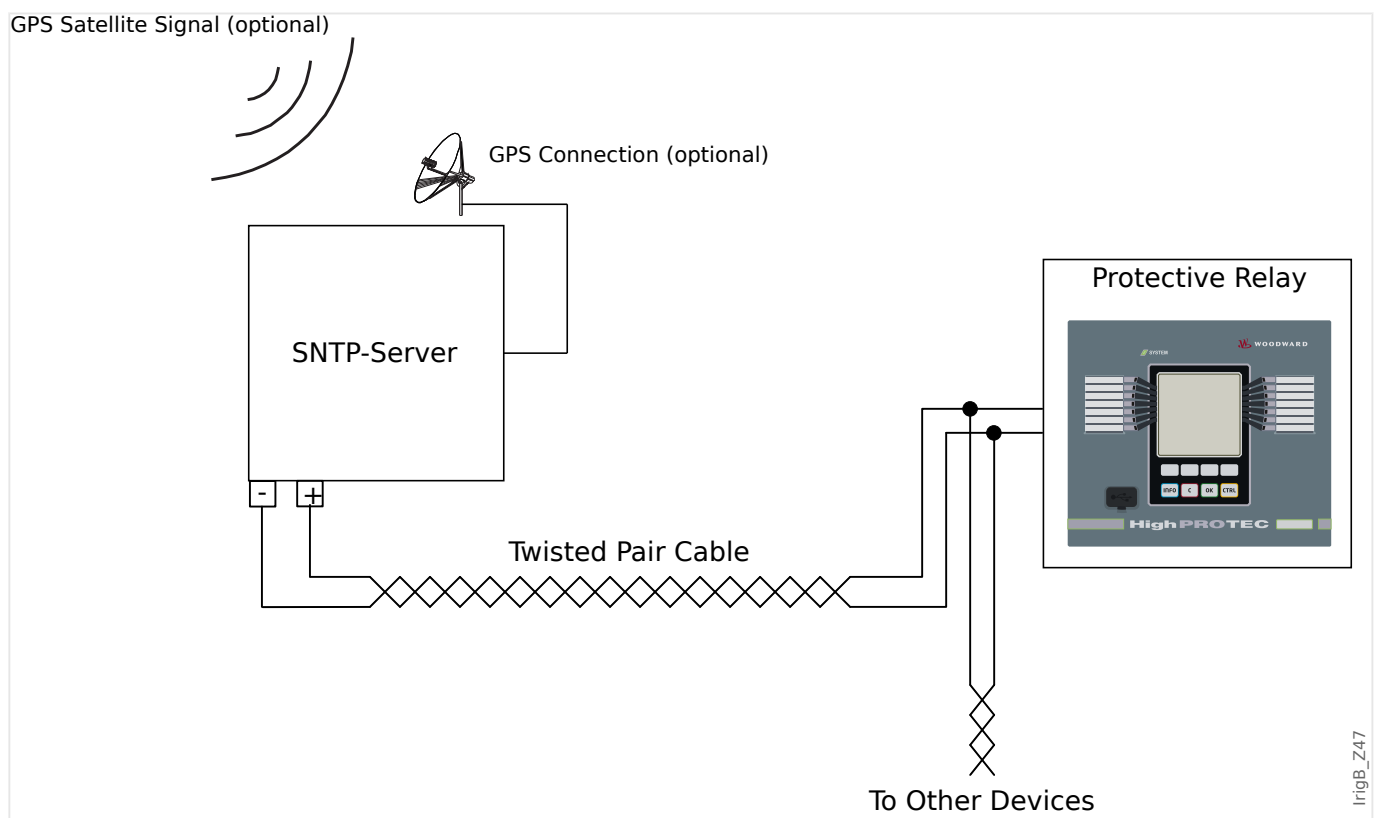 GPS Satellite Signal (optional)
GPS Connection (optional)
SNTP-Server
- +
Protective Relay
SYSTEM
WOODWARD
INFO C OK CTRL
HighPROTEC
Twisted Pair Cable
To Other Devices
IrigB_Z47